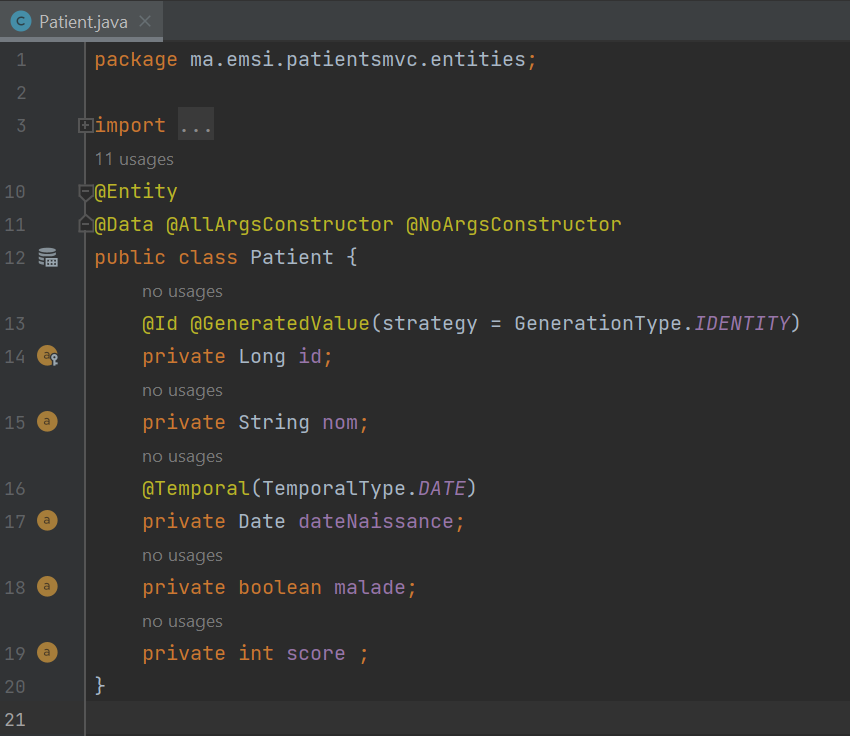 C Patient.java
1 package ma.emsi.patientsmvc.entities;
2
3 import ...
11 usages
10 @Entity
11 @Data @AllArgsConstructor @NoArgsConstructor
12 public class Patient {
no usages
13 @Id @GeneratedValue(strategy = GenerationType.IDENTITY)
14 a private Long id;
no usages
15 a private String nom;
no usages
16 @Temporal(TemporalType.DATE)
17 a private Date dateNaissance;
no usages
18 a private boolean malade;
no usages
19 a private int score ;
20 }
21